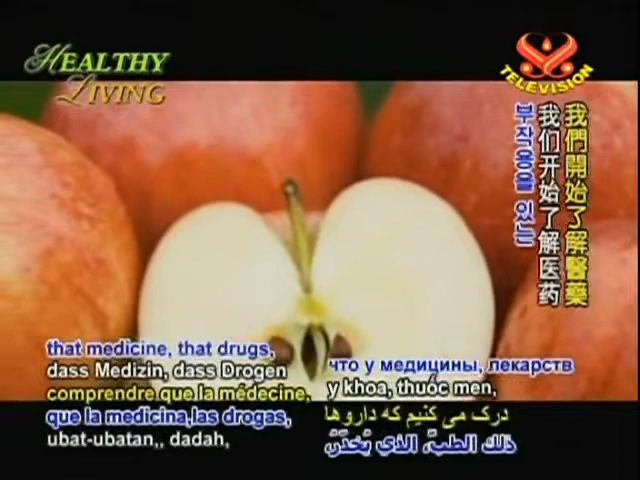 HEALTHY
LIVING
TELEVISION
我們開始了解醫藥
我们开始了解医药
부작용을 있는
that medicine, that drugs,
dass Medizin, dass Drogen
comprendre que la médecine,
que la medicina,las drogas,
ubat-ubatan,, dadah,
что у медицины, лекарств
y khoa, thuốc men,
درک می کنیم که داروها
ذلك الطبّ، الذي يُخدّنُ